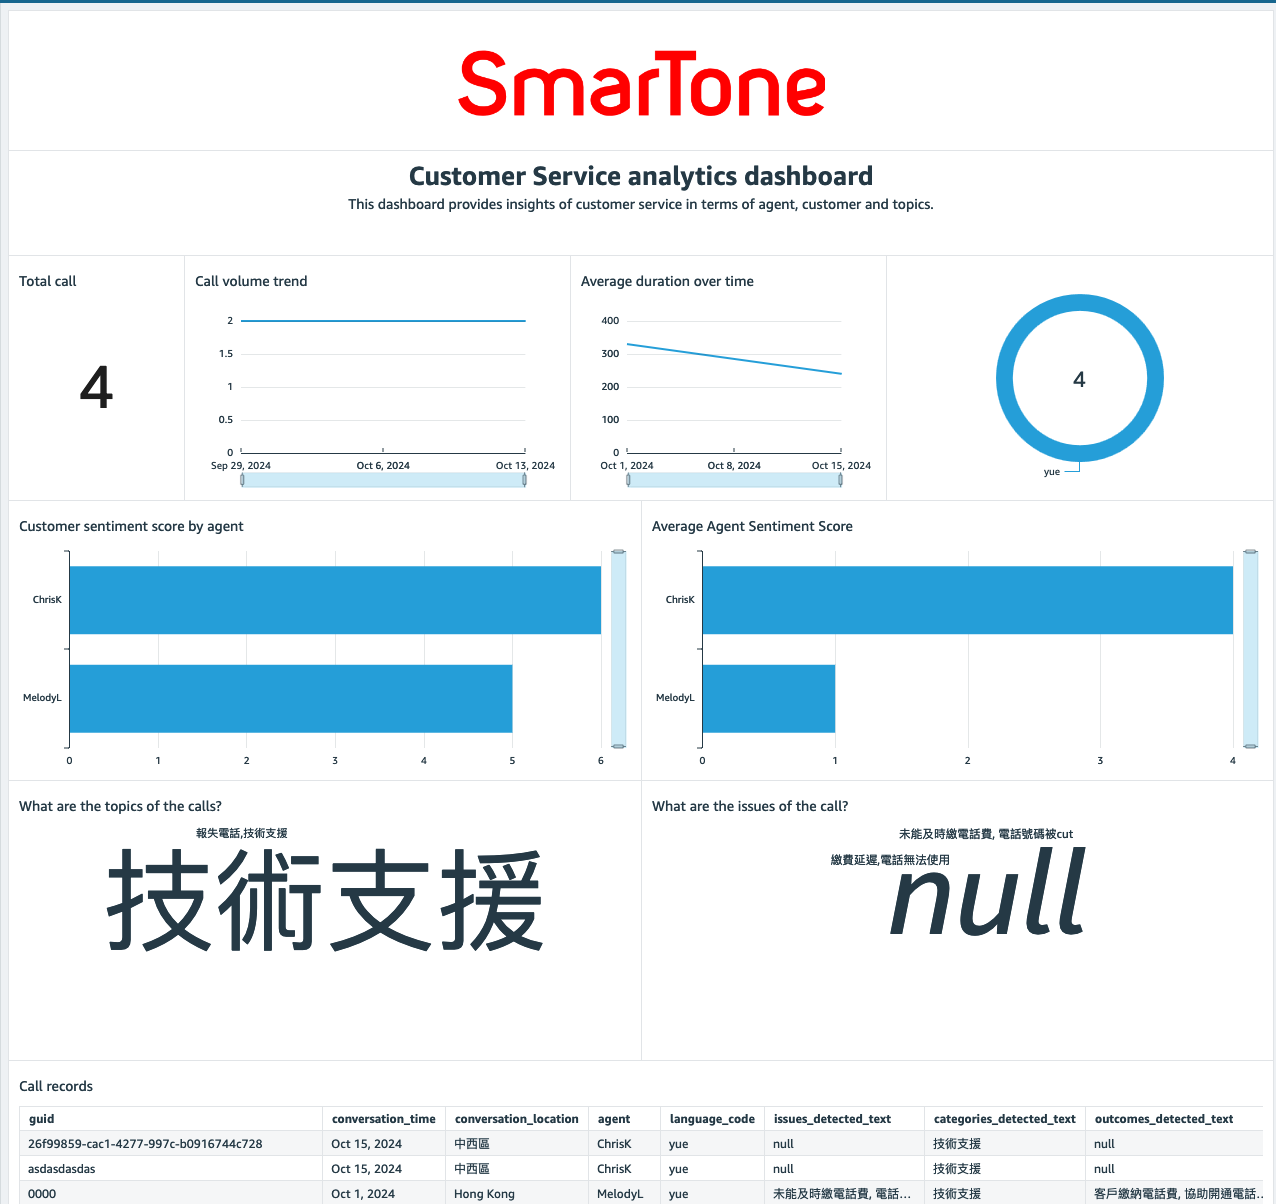 SmarTone
Customer Service analytics dashboard
This dashboard provides insights of customer service in terms of agent, customer and topics.
Total call
4
Call volume trend
2
1.5
1
0.5
0
Sep 29, 2024 Oct 6, 2024 Oct 13, 2024
Average duration over time
400
300
200
100
0
Oct 1, 2024 Oct 8, 2024 Oct 15, 2024
4
yue
Customer sentiment score by agent
ChrisK
MelodyL
0 1 2 3 4 5 6
Average Agent Sentiment Score
ChrisK
MelodyL
0 1 2 3 4
What are the topics of the calls?
報失電話,技術支援
技術支援
What are the issues of the call?
未能及時繳電話費, 電話號碼被cut
繳費延遲,電話無法使用
null
Call records
guid conversation_time conversation_location agent language_code issues_detected_text categories_detected_text outcomes_detected_text
26f99859-cac1-4277-997c-b0916744c728 Oct 15, 2024 中西區 ChrisK yue null 技術支援 null
asdasdasdas Oct 15, 2024 中西區 ChrisK yue null 技術支援 null
0000 Oct 1, 2024 Hong Kong MelodyL yue 未能及時繳電話費, 電話... 技術支援 客戶繳納電話費, 協助開通電話...